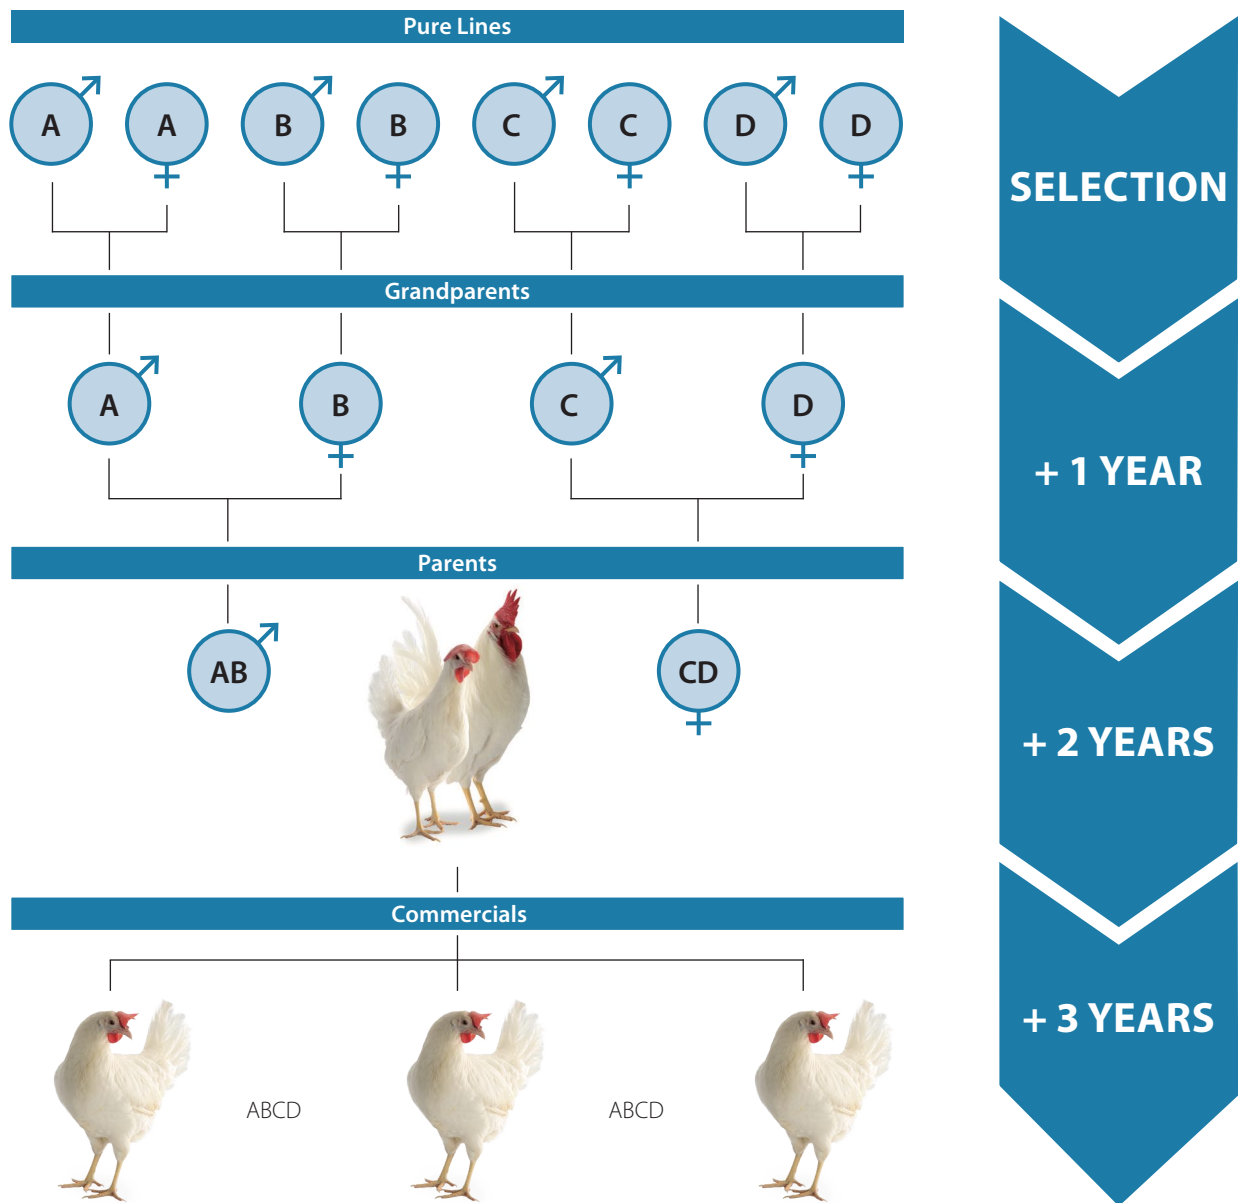 Pure Lines
A A B B C C D D
SELECTION
Grandparents
A B C D
+ 1 YEAR
Parents
AB CD
+ 2 YEARS
Commercials
+ 3 YEARS
ABCD ABCD